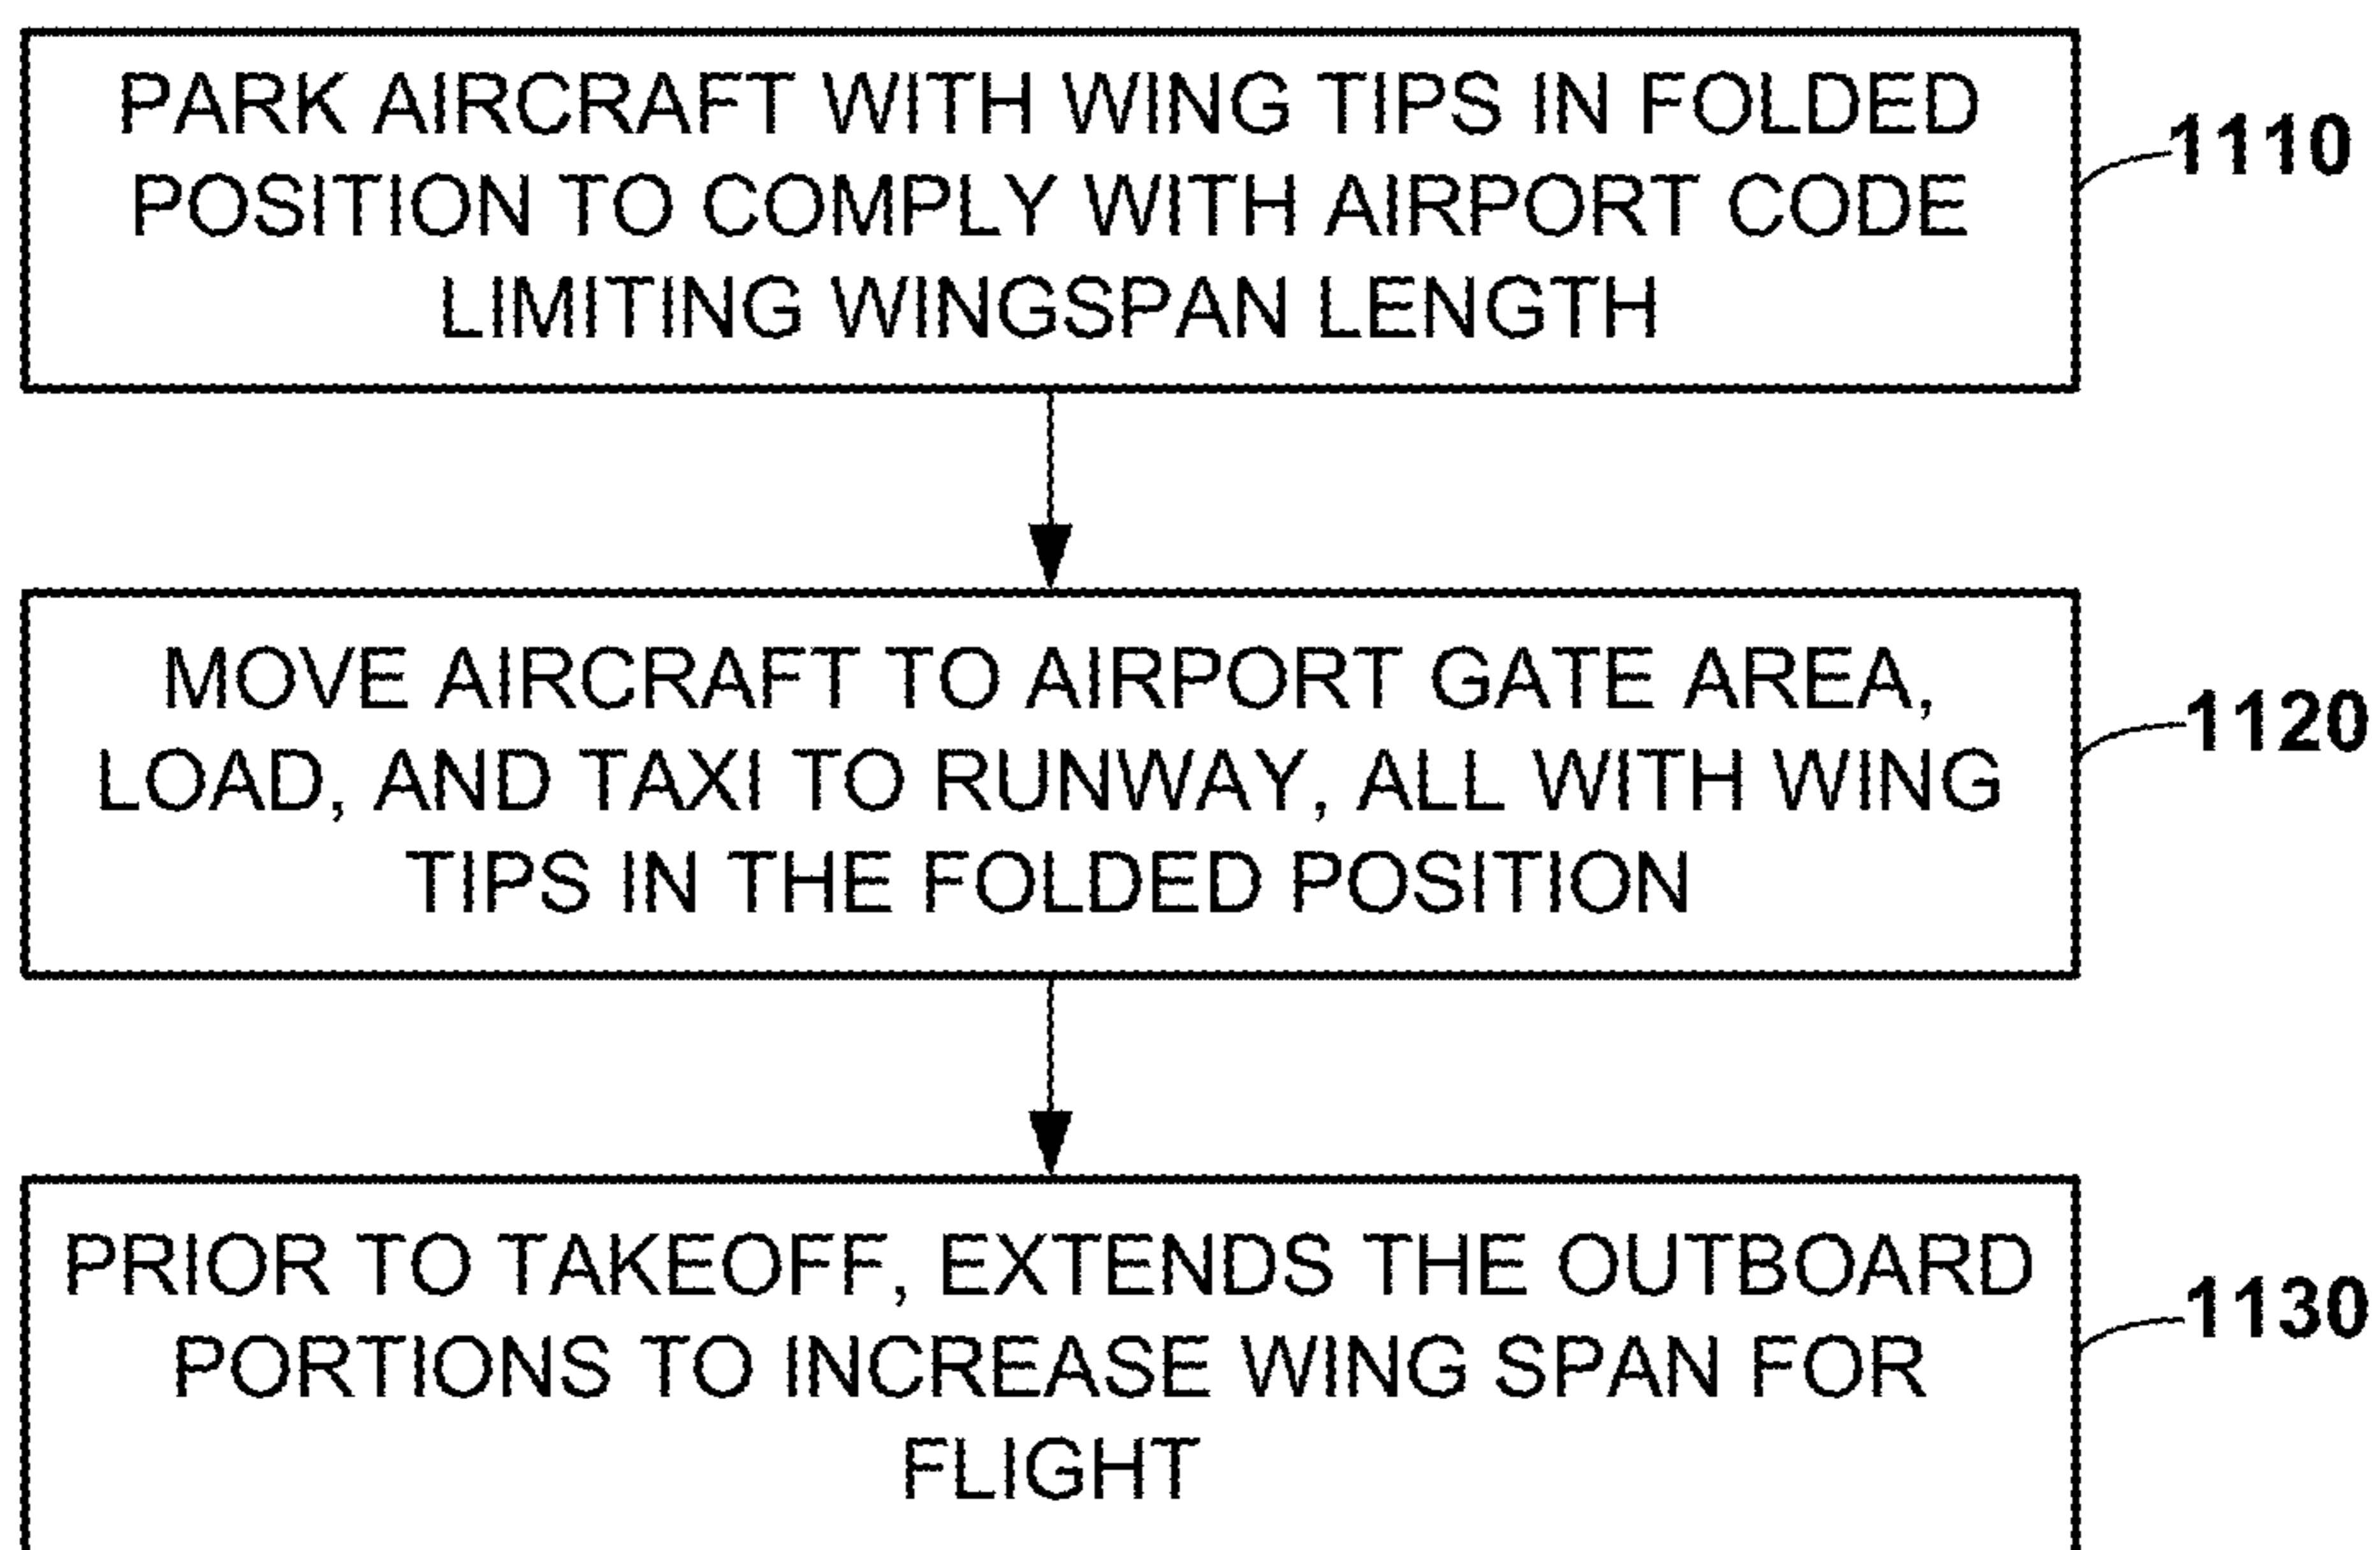 PARK AIRCRAFT WITH WING TIPS IN FOLDED
POSITION TO COMPLY WITH AIRPORT CODE
LIMITING WINGSPAN LENGTH
1110
MOVE AIRCRAFT TO AIRPORT GATE AREA,
LOAD, AND TAXI TO RUNWAY, ALL WITH WING
TIPS IN THE FOLDED POSITION
1120
PRIOR TO TAKEOFF, EXTENDS THE OUTBOARD
PORTIONS TO INCREASE WING SPAN FOR
FLIGHT
1130